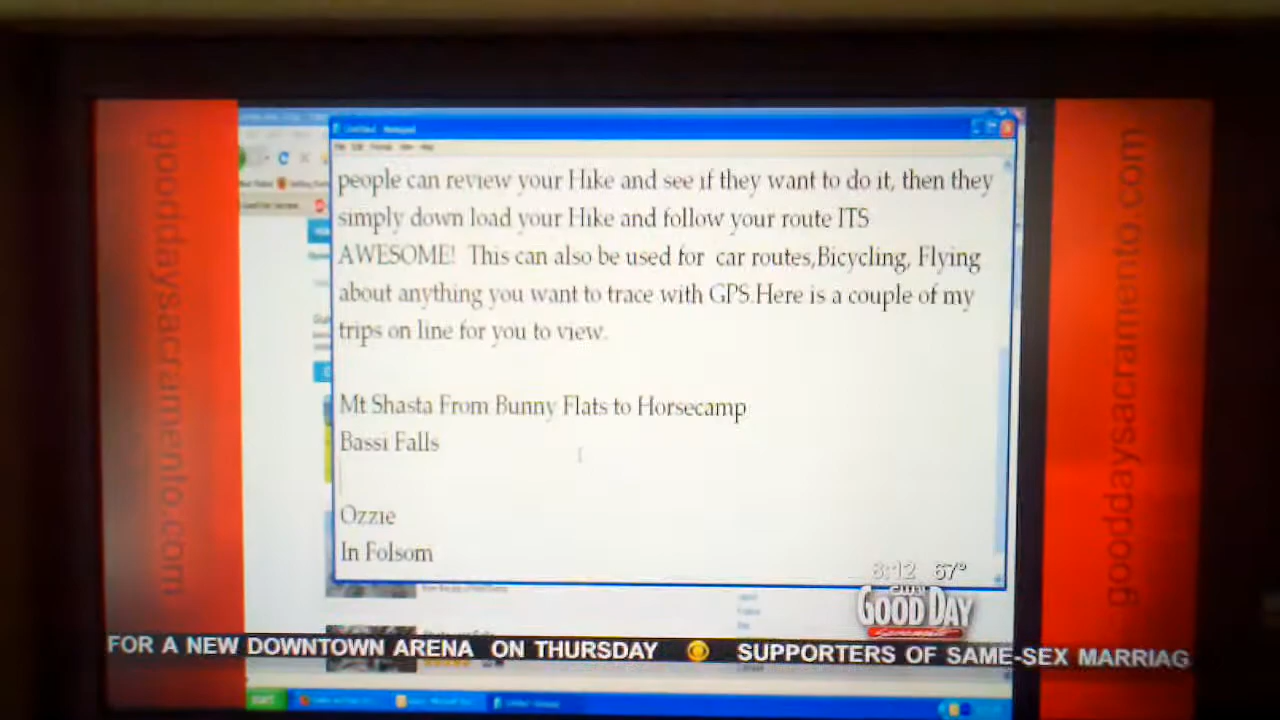 gooddaysacramento.com
people can review your Hike and see if they want to do it, then they
simply down load your Hike and follow your route ITS
AWESOME! This can also be used for car routes,Bicycling, Flying
about anything you want to trace with GPS.Here is a couple of my
trips on line for you to view.
Mt Shasta From Bunny Flats to Horsecamp
Bassi Falls
Ozzie
In Folsom
8:12 67°
GOOD DAY
FOR A NEW DOWNTOWN ARENA ON THURSDAY SUPPORTERS OF SAME-SEX MARRIAG
start
gooddaysacramento.com